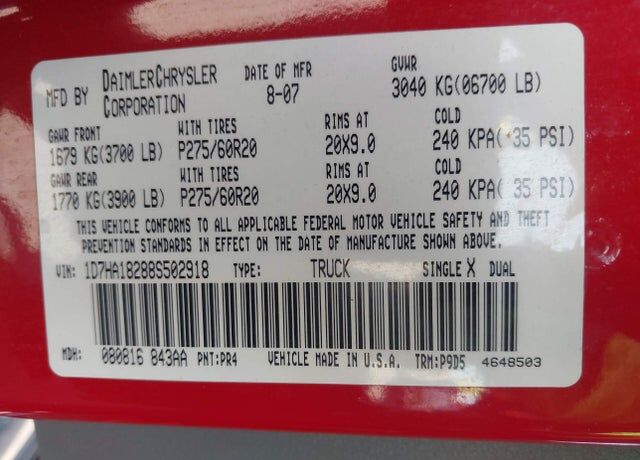 MFD BY DAIMLERCHRYSLER CORPORATION DATE OF MFR 8-07 GVWR 3040 KG(06700 LB)
GAWR FRONT WITH TIRES RIMS AT COLD
1679 KG(3700 LB) P275/60R20 20X9.0 240 KPA( 35 PSI)
GAWR REAR WITH TIRES RIMS AT COLD
1770 KG(3900 LB) P275/60R20 20X9.0 240 KPA( 35 PSI)
THIS VEHICLE CONFORMS TO ALL APPLICABLE FEDERAL MOTOR VEHICLE SAFETY AND THEFT
PREVENTION STANDARDS IN EFFECT ON THE DATE OF MANUFACTURE SHOWN ABOVE.
VIN: 1D7HA18288S502918 TYPE: TRUCK SINGLE X DUAL
MDH: 080816 843AA PNT:PR4 VEHICLE MADE IN U.S.A. TRM:P9D5 4648503